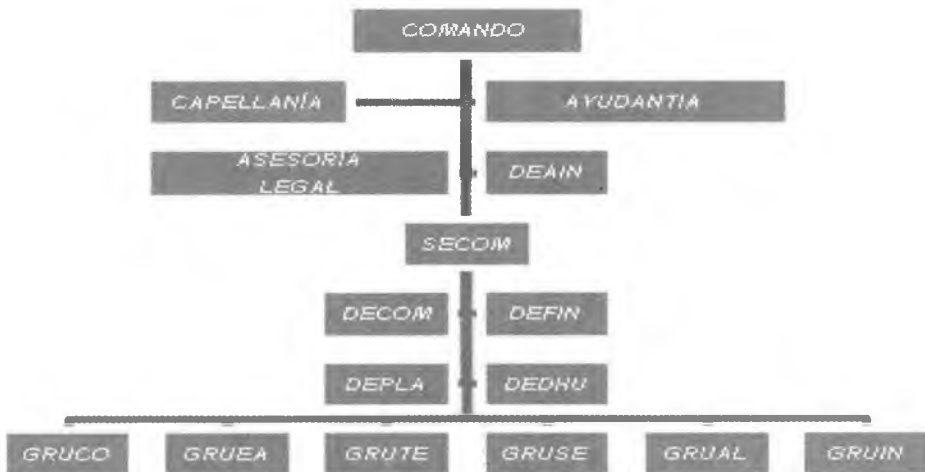 COMANDO
CAPELLANÍA
AYUDANTIA
ASESORÍA
LEGAL
DEAIN
SECOM
DECOM
DEFIN
DEPLA
DEDHU
GRUCO
GRUEA
GRUTE
GRUSE
GRUAL
GRUIN